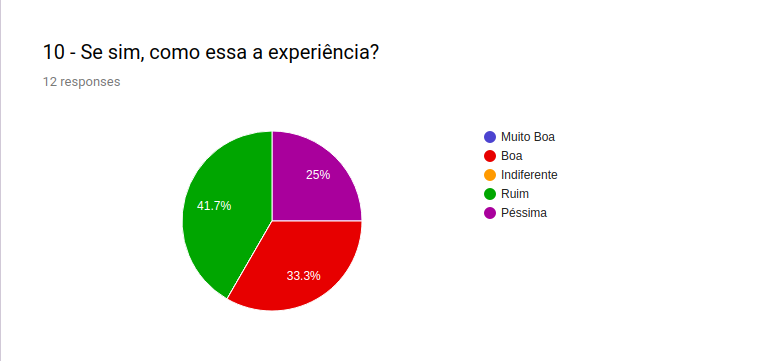 10 - Se sim, como essa a experiência?
12 responses
Muito Boa
Boa
Indiferente
Ruim
Péssima
25%
41.7%
33.3%